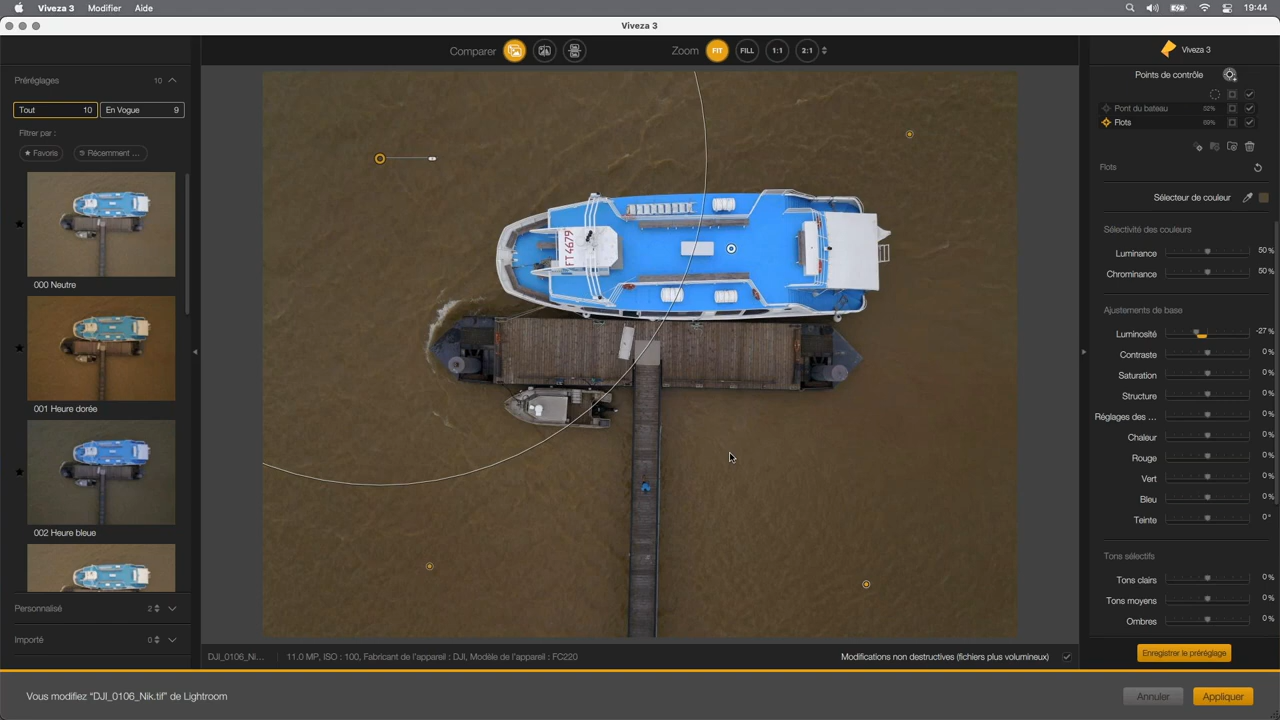 Viveza 3 Modifier Aide 19:44
Viveza 3
Comparer Zoom FIT FILL 1:1 2:1
Viveza 3
Préréglages 10
Tout 10 En Vogue 9
Filtrer par :
Favoris Récemment ...
000 Neutre
001 Heure dorée
002 Heure bleue
Personnalisé 2
Importé 0
FT 4679
Points de contrôle
Pont du bateau 52%
Flots 69%
Flots
Sélecteur de couleur
Sélectivité des couleurs
Luminance 50 %
Chrominance 50 %
Ajustements de base
Luminosité -27 %
Contraste 0 %
Saturation 0 %
Structure 0 %
Réglages des ... 0 %
Chaleur 0 %
Rouge 0 %
Vert 0 %
Bleu 0 %
Teinte 0 °
Tons sélectifs
Tons clairs 0 %
Tons moyens 0 %
Ombres 0 %
Enregistrer le préréglage
DJI_0106_Ni... 11.0 MP, ISO : 100, Fabricant de l'appareil : DJI, Modèle de l'appareil : FC220 Modifications non destructives (fichiers plus volumineux)
Vous modifiez “DJI_0106_Nik.tif” de Lightroom Annuler Appliquer